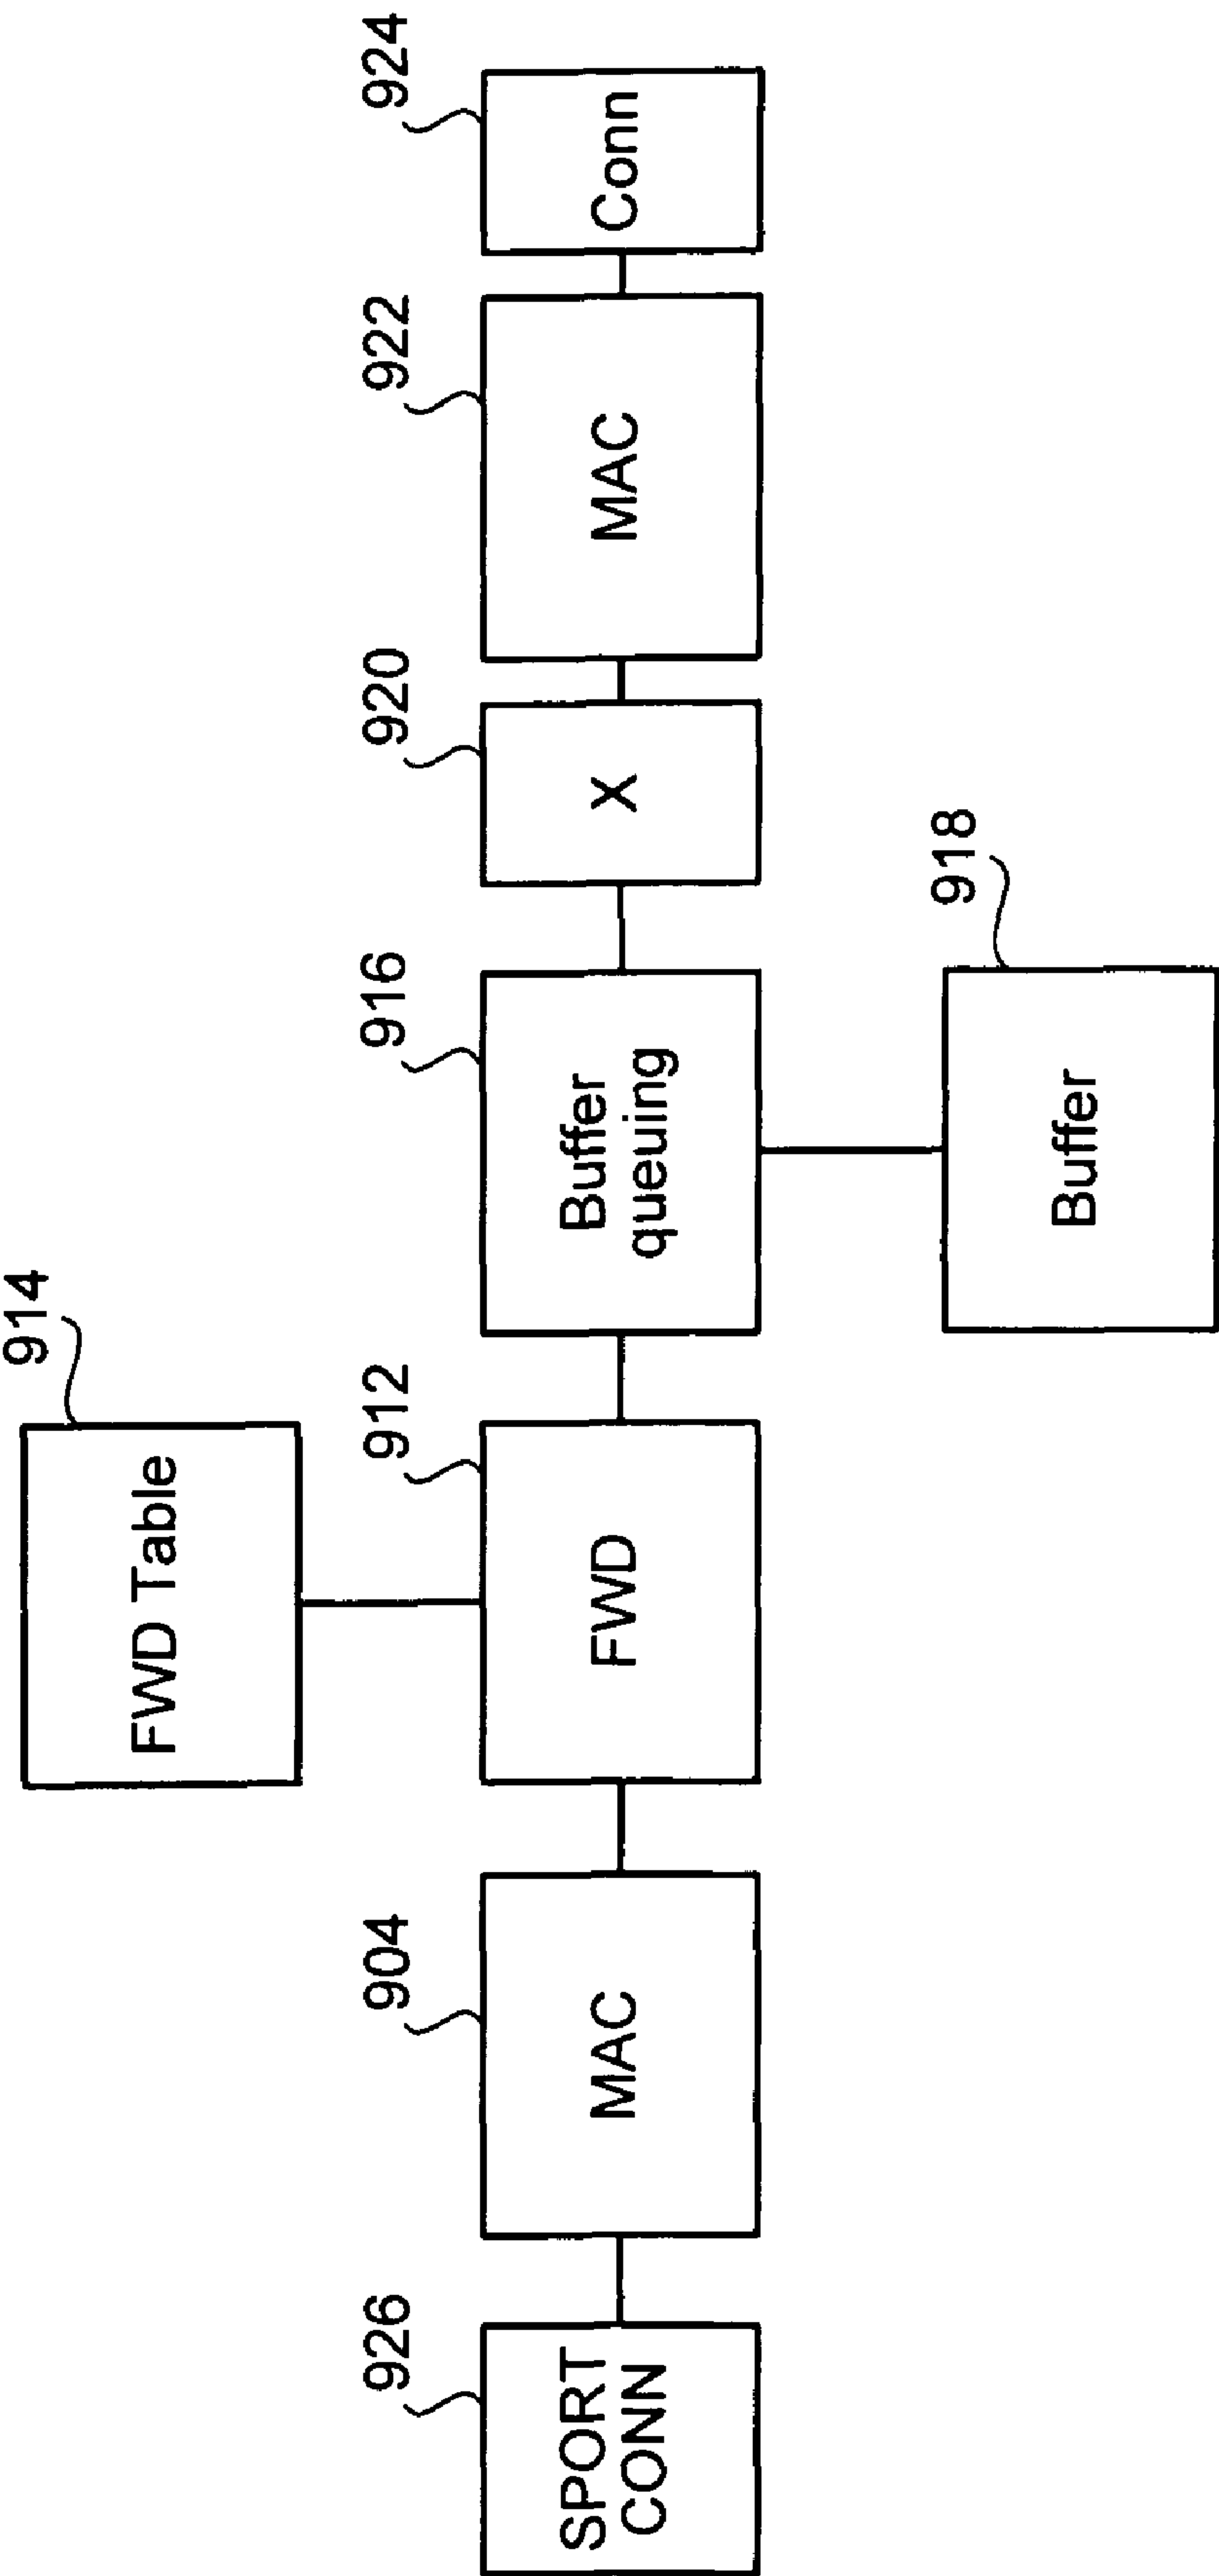 914
FWD Table
926
904
912
916
920
922
924
SPORT
CONN
MAC
FWD
Buffer
queuing
X
MAC
Conn
918
Buffer